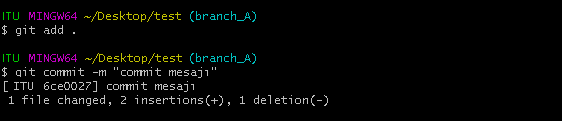 ITU MINGW64 ~/Desktop/test (branch_A)
$ git add .
ITU MINGW64 ~/Desktop/test (branch_A)
$ git commit -m "commit mesajı"
[ ITU 6ce0027] commit mesajı
1 file changed, 2 insertions(+), 1 deletion(-)